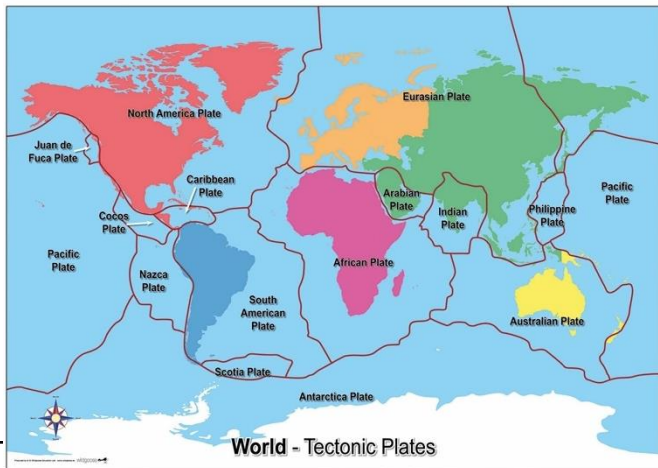 Eurasian Plate
North America Plate
Juan de
Fuca Plate
Caribbean
Plate
Arabian
Plate
Pacific
Plate
Cocos
Plate
Indian
Plate
Philippine
Plate
Pacific
Plate
African Plate
Nazca
Plate
South
American
Plate
Australian Plate
Scotia Plate
Antarctica Plate
World - Tectonic Plates